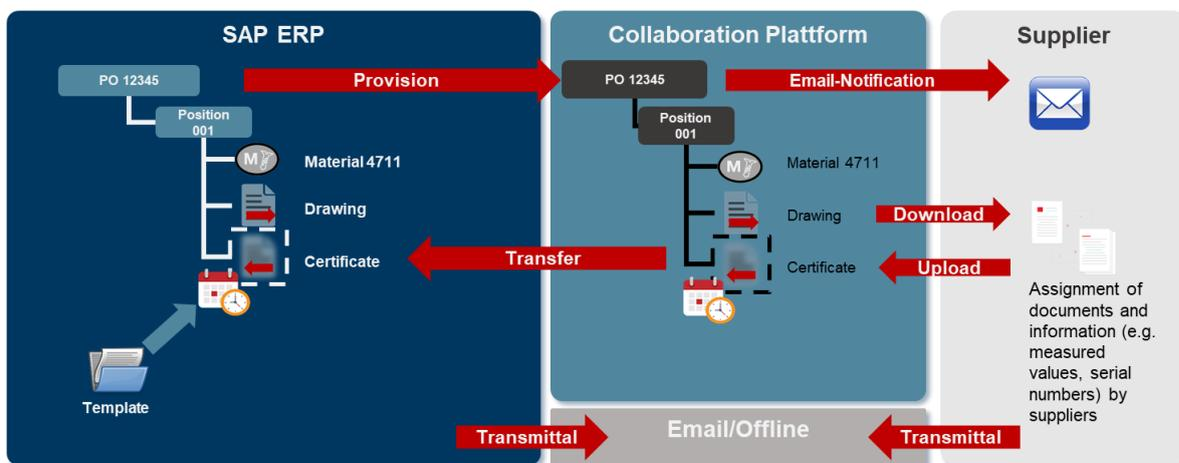 SAP ERP
Collaboration Plattform
Supplier
PO 12345
Provision
PO 12345
Email-Notification
Position
001
Position
001
M
Material 4711
M
Material 4711
Drawing
Drawing
Download
Certificate
Transfer
Certificate
Upload
Assignment of
documents and
information (e.g.
measured
values, serial
numbers) by
suppliers
Template
Transmittal
Email/Offline
Transmittal